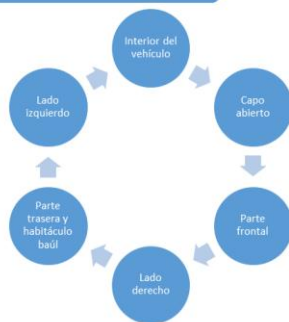 Interior del
vehículo
Capo
abierto
Parte
frontal
Lado
derecho
Parte
trasera y
habitáculo
baúl
Lado
izquierdo